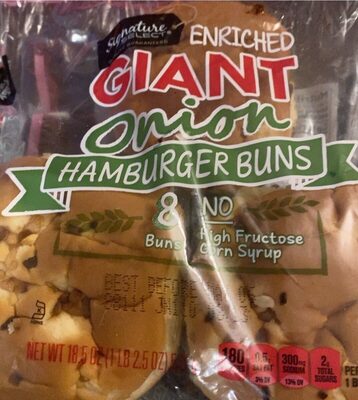 Signature
SELECT
GUARANTEED
ENRICHED
GIANT
Onion
HAMBURGER BUNS
8
Buns
NO
High Fructose
Corn Syrup
BEST BEFORE
NET WT 18.5 OZ (1 LB 2.5 OZ)
180
0.5g
SAT FAT
3% DV
300mg
SODIUM
13% DV
2g
TOTAL
SUGARS